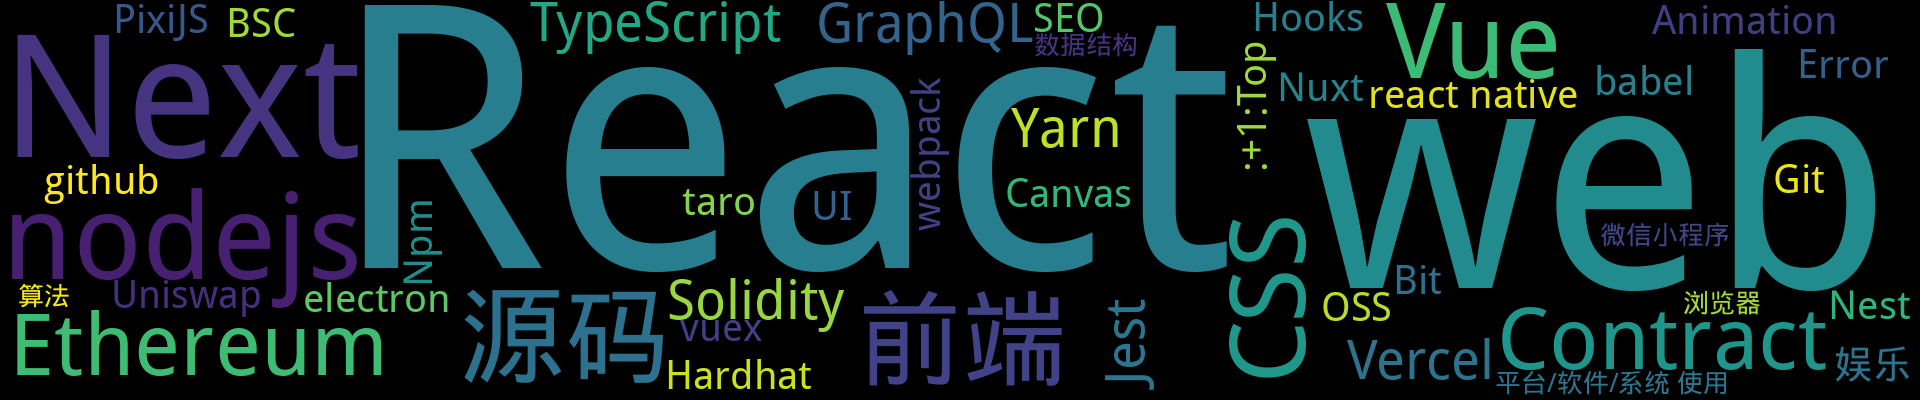 PixiJS
BSC
TypeScript
GraphQL
SEO
Hooks
Vue
Animation
Next
React
数据结构
:+1:Top
Nuxt
react native
babel
Error
web
webpack
Yarn
github
nodejs
Npm
taro
UI
Canvas
Git
CSS
微信小程序
算法
Uniswap
electron
源码
Solidity
vuex
前端
Jest
Bit
OSS
浏览器
Nest
Ethereum
Hardhat
Vercel
Contract
平台/软件/系统 使用
娱乐